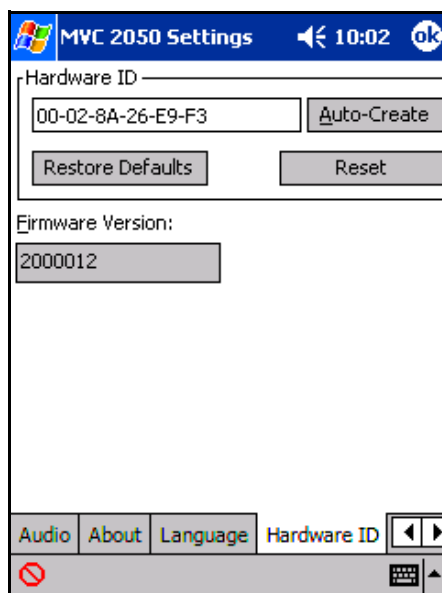 MVC 2050 Settings 10:02 ok
Hardware ID
00-02-8A-26-E9-F3 Auto-Create
Restore Defaults Reset
Firmware Version:
2000012
Audio About Language Hardware ID